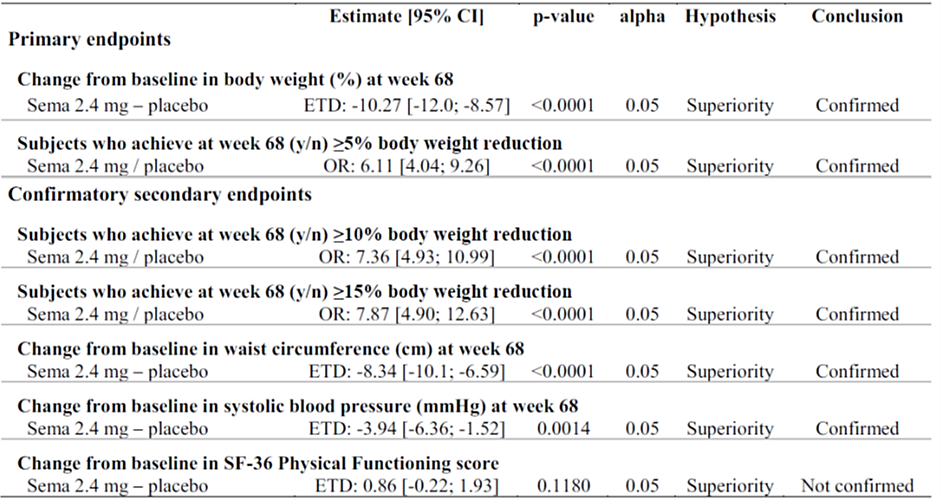 Estimate [95% CI] p-value alpha Hypothesis Conclusion
Primary endpoints
Change from baseline in body weight (%) at week 68
Sema 2.4 mg – placebo ETD: -10.27 [-12.0; -8.57] <0.0001 0.05 Superiority Confirmed
Subjects who achieve at week 68 (y/n) ≥5% body weight reduction
Sema 2.4 mg / placebo OR: 6.11 [4.04; 9.26] <0.0001 0.05 Superiority Confirmed
Confirmatory secondary endpoints
Subjects who achieve at week 68 (y/n) ≥10% body weight reduction
Sema 2.4 mg / placebo OR: 7.36 [4.93; 10.99] <0.0001 0.05 Superiority Confirmed
Subjects who achieve at week 68 (y/n) ≥15% body weight reduction
Sema 2.4 mg / placebo OR: 7.87 [4.90; 12.63] <0.0001 0.05 Superiority Confirmed
Change from baseline in waist circumference (cm) at week 68
Sema 2.4 mg – placebo ETD: -8.34 [-10.1; -6.59] <0.0001 0.05 Superiority Confirmed
Change from baseline in systolic blood pressure (mmHg) at week 68
Sema 2.4 mg – placebo ETD: -3.94 [-6.36; -1.52] 0.0014 0.05 Superiority Confirmed
Change from baseline in SF-36 Physical Functioning score
Sema 2.4 mg – placebo ETD: 0.86 [-0.22; 1.93] 0.1180 0.05 Superiority Not confirmed